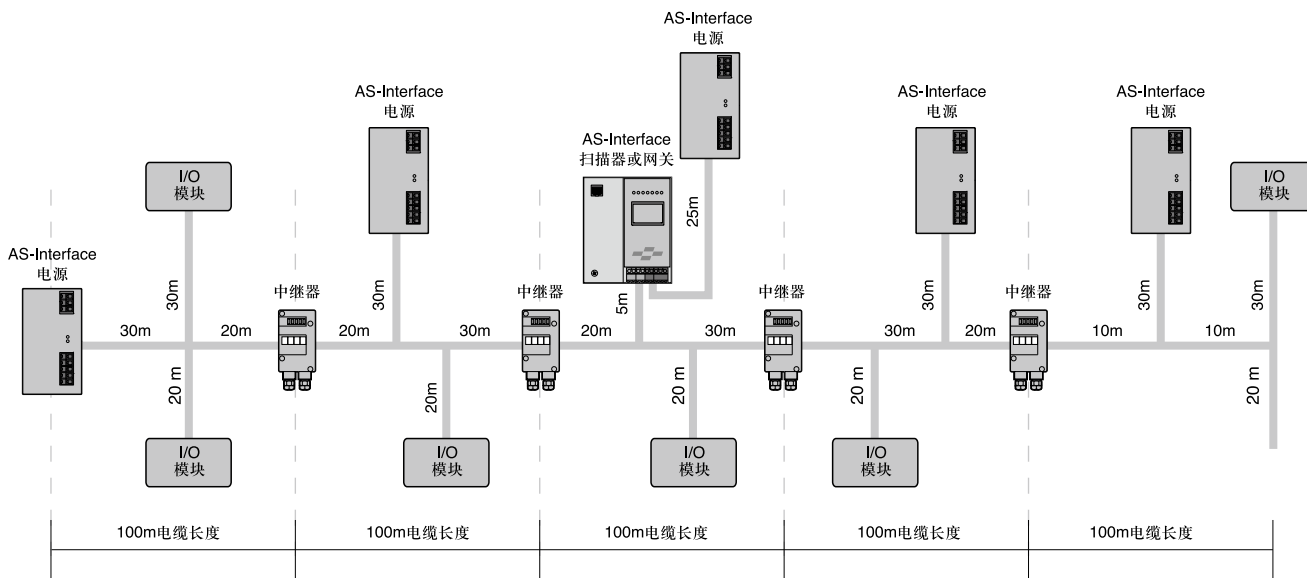 AS-Interface
电源
AS-Interface
电源
AS-Interface
电源
AS-Interface
电源
AS-Interface
扫描器或网关
I/O
模块
I/O
模块
25m
AS-Interface
电源
30m
30m
30m
30m
30m
中继器
中继器
5m
中继器
中继器
30m
20m
20m
30m
20m
30m
30m
20m
10m
10m
20 m
20m
20 m
20 m
20 m
I/O
模块
I/O
模块
I/O
模块
I/O
模块
100m电缆长度
100m电缆长度
100m电缆长度
100m电缆长度
100m电缆长度